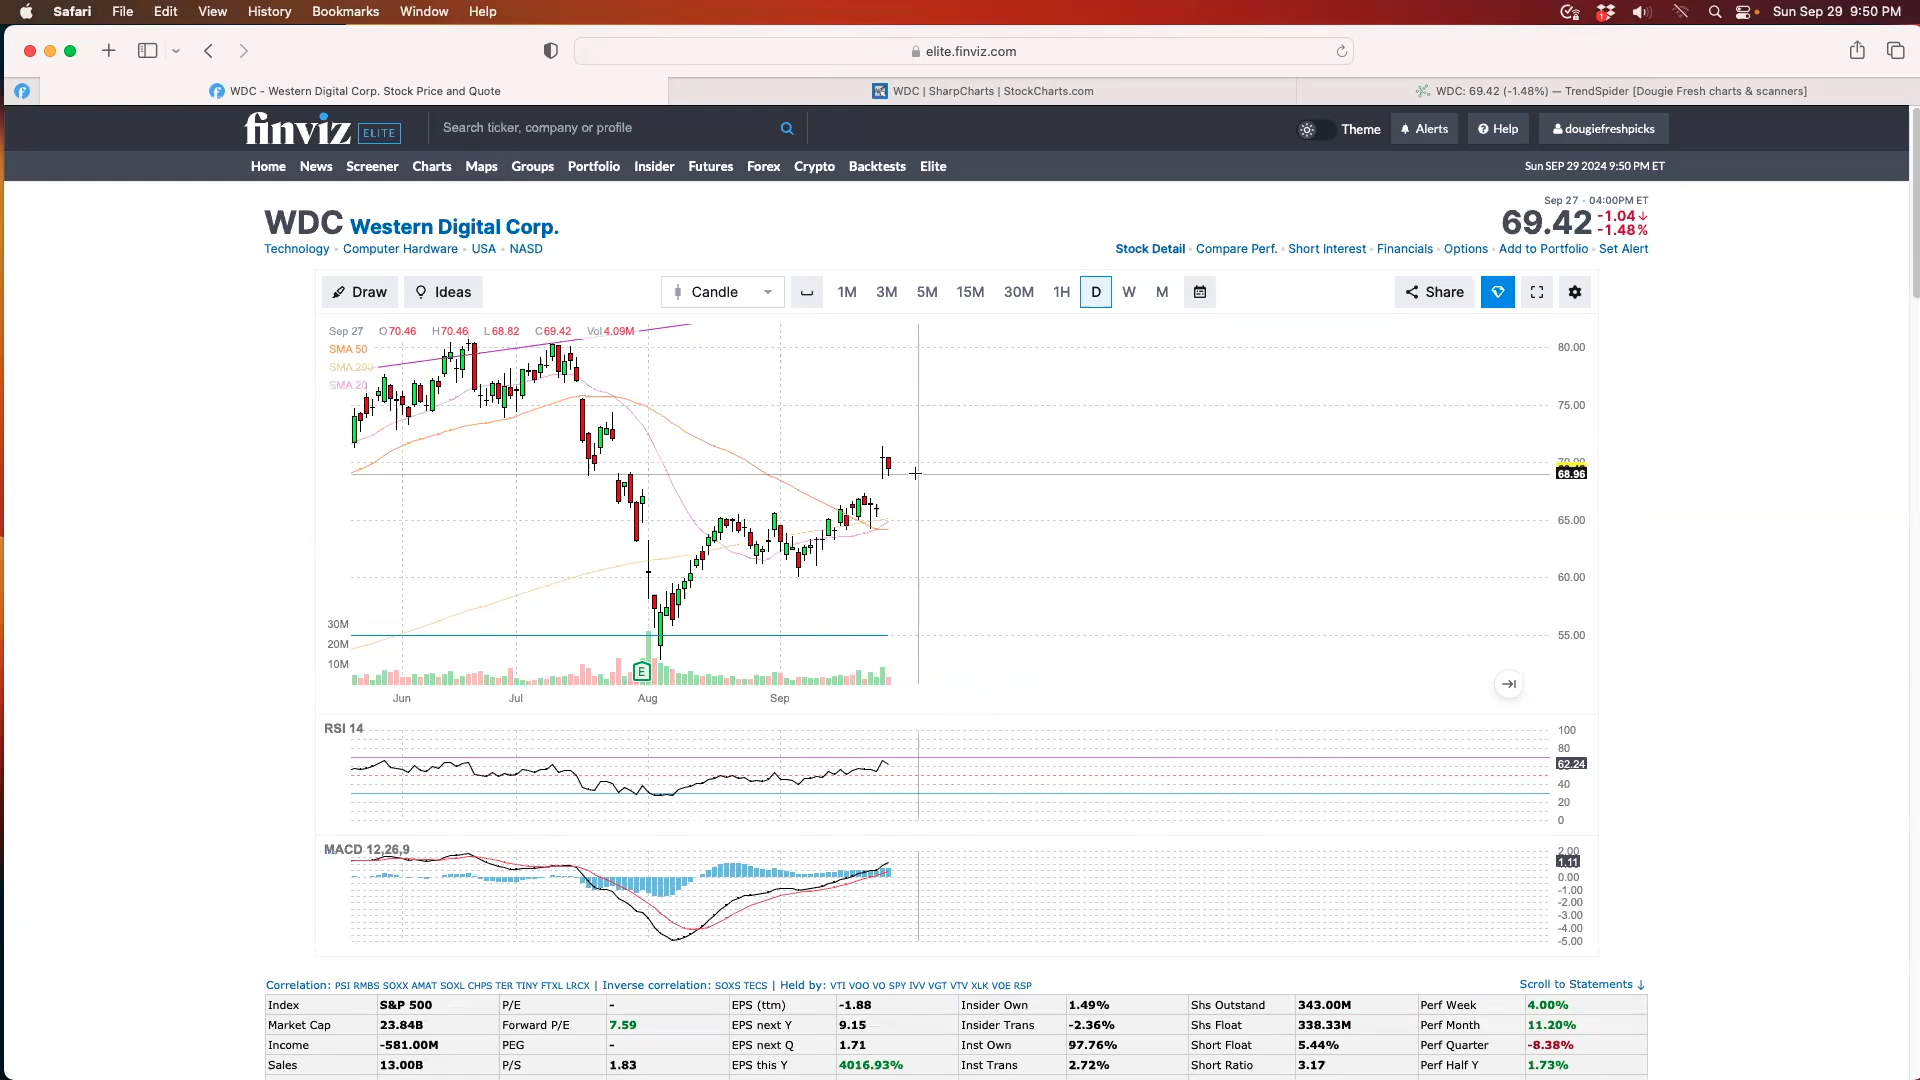 Safari File Edit View History Bookmarks Window Help Sun Sep 29 9:50 PM
elite.finviz.com
WDC - Western Digital Corp. Stock Price and Quote WDC | SharpCharts | StockCharts.com WDC: 69.42 (-1.48%) — TrendSpider [Dougie Fresh charts & scanners]
finviz ELITE Search ticker, company or profile Theme Alerts Help dougiefreshpicks
Home News Screener Charts Maps Groups Portfolio Insider Futures Forex Crypto Backtests Elite Sun SEP 29 2024 9:50 PM ET
Sep 27 · 04:00PM ET
WDC Western Digital Corp. 69.42 -1.04↓
-1.48%
Technology · Computer Hardware · USA · NASD Stock Detail · Compare Perf. · Short Interest · Financials · Options · Add to Portfolio · Set Alert
Draw Ideas Candle 1M 3M 5M 15M 30M 1H D W M Share
Sep 27 O70.46 H70.46 L68.82 C69.42 Vol4.09M
SMA 50 80.00
SMA 200
SMA 20
75.00
70.00
68.96
65.00
60.00
30M
55.00
20M
10M
E
Jun Jul Aug Sep
RSI 14 100
80
62.24
40
20
0
MACD 12,26,9 2.00
1.11
0.00
-1.00
-2.00
-3.00
-4.00
-5.00
Correlation: PSI RMBS SOXX AMAT SOXL CHPS TER TINY FTXL LRCX | Inverse correlation: SOXS TECS | Held by: VTI VOO VO SPY IVV VGT VTV XLK VOE RSP Scroll to Statements ↓
Index S&P 500 P/E - EPS (ttm) -1.88 Insider Own 1.49% Shs Outstand 343.00M Perf Week 4.00%
Market Cap 23.84B Forward P/E 7.59 EPS next Y 9.15 Insider Trans -2.36% Shs Float 338.33M Perf Month 11.20%
Income -581.00M PEG - EPS next Q 1.71 Inst Own 97.76% Short Float 5.44% Perf Quarter -8.38%
Sales 13.00B P/S 1.83 EPS this Y 4016.93% Inst Trans 2.72% Short Ratio 3.17 Perf Half Y 1.73%